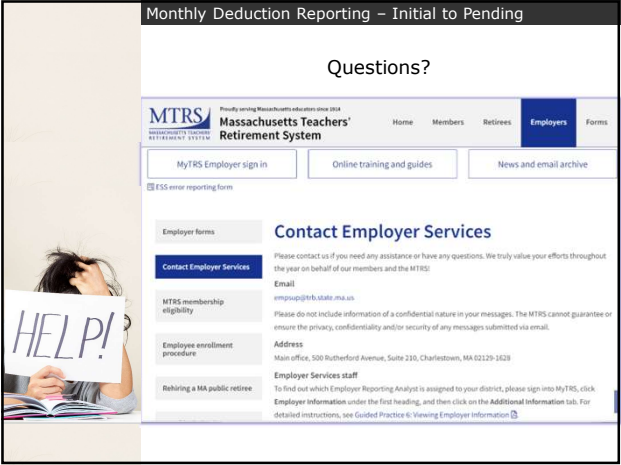 Monthly Deduction Reporting – Initial to Pending
Questions?
MTRS
MASSACHUSETTS TEACHERS'
RETIREMENT SYSTEM
Proudly serving Massachusetts educators since 1914
Massachusetts Teachers'
Retirement System
Home
Members
Retirees
Employers
Forms
MyTRS Employer sign in
Online training and guides
News and email archive
ESS error reporting form
Employer forms
Contact Employer Services
MTRS membership
eligibility
Employee enrollment
procedure
Rehiring a MA public retiree
Contact Employer Services
Please contact us if you need any assistance or have any questions. We truly value your efforts throughout
the year on behalf of our members and the MTRS!
Email
empsup@trb.state.ma.us
Please do not include information of a confidential nature in your messages. The MTRS cannot guarantee or
ensure the privacy, confidentiality and/or security of any messages submitted via email.
Address
Main office, 500 Rutherford Avenue, Suite 210, Charlestown, MA 02129-1628
Employer Services staff
To find out which Employer Reporting Analyst is assigned to your district, please sign into MyTRS, click
Employer Information under the first heading, and then click on the Additional Information tab. For
detailed instructions, see Guided Practice 6: Viewing Employer Information
HELP!